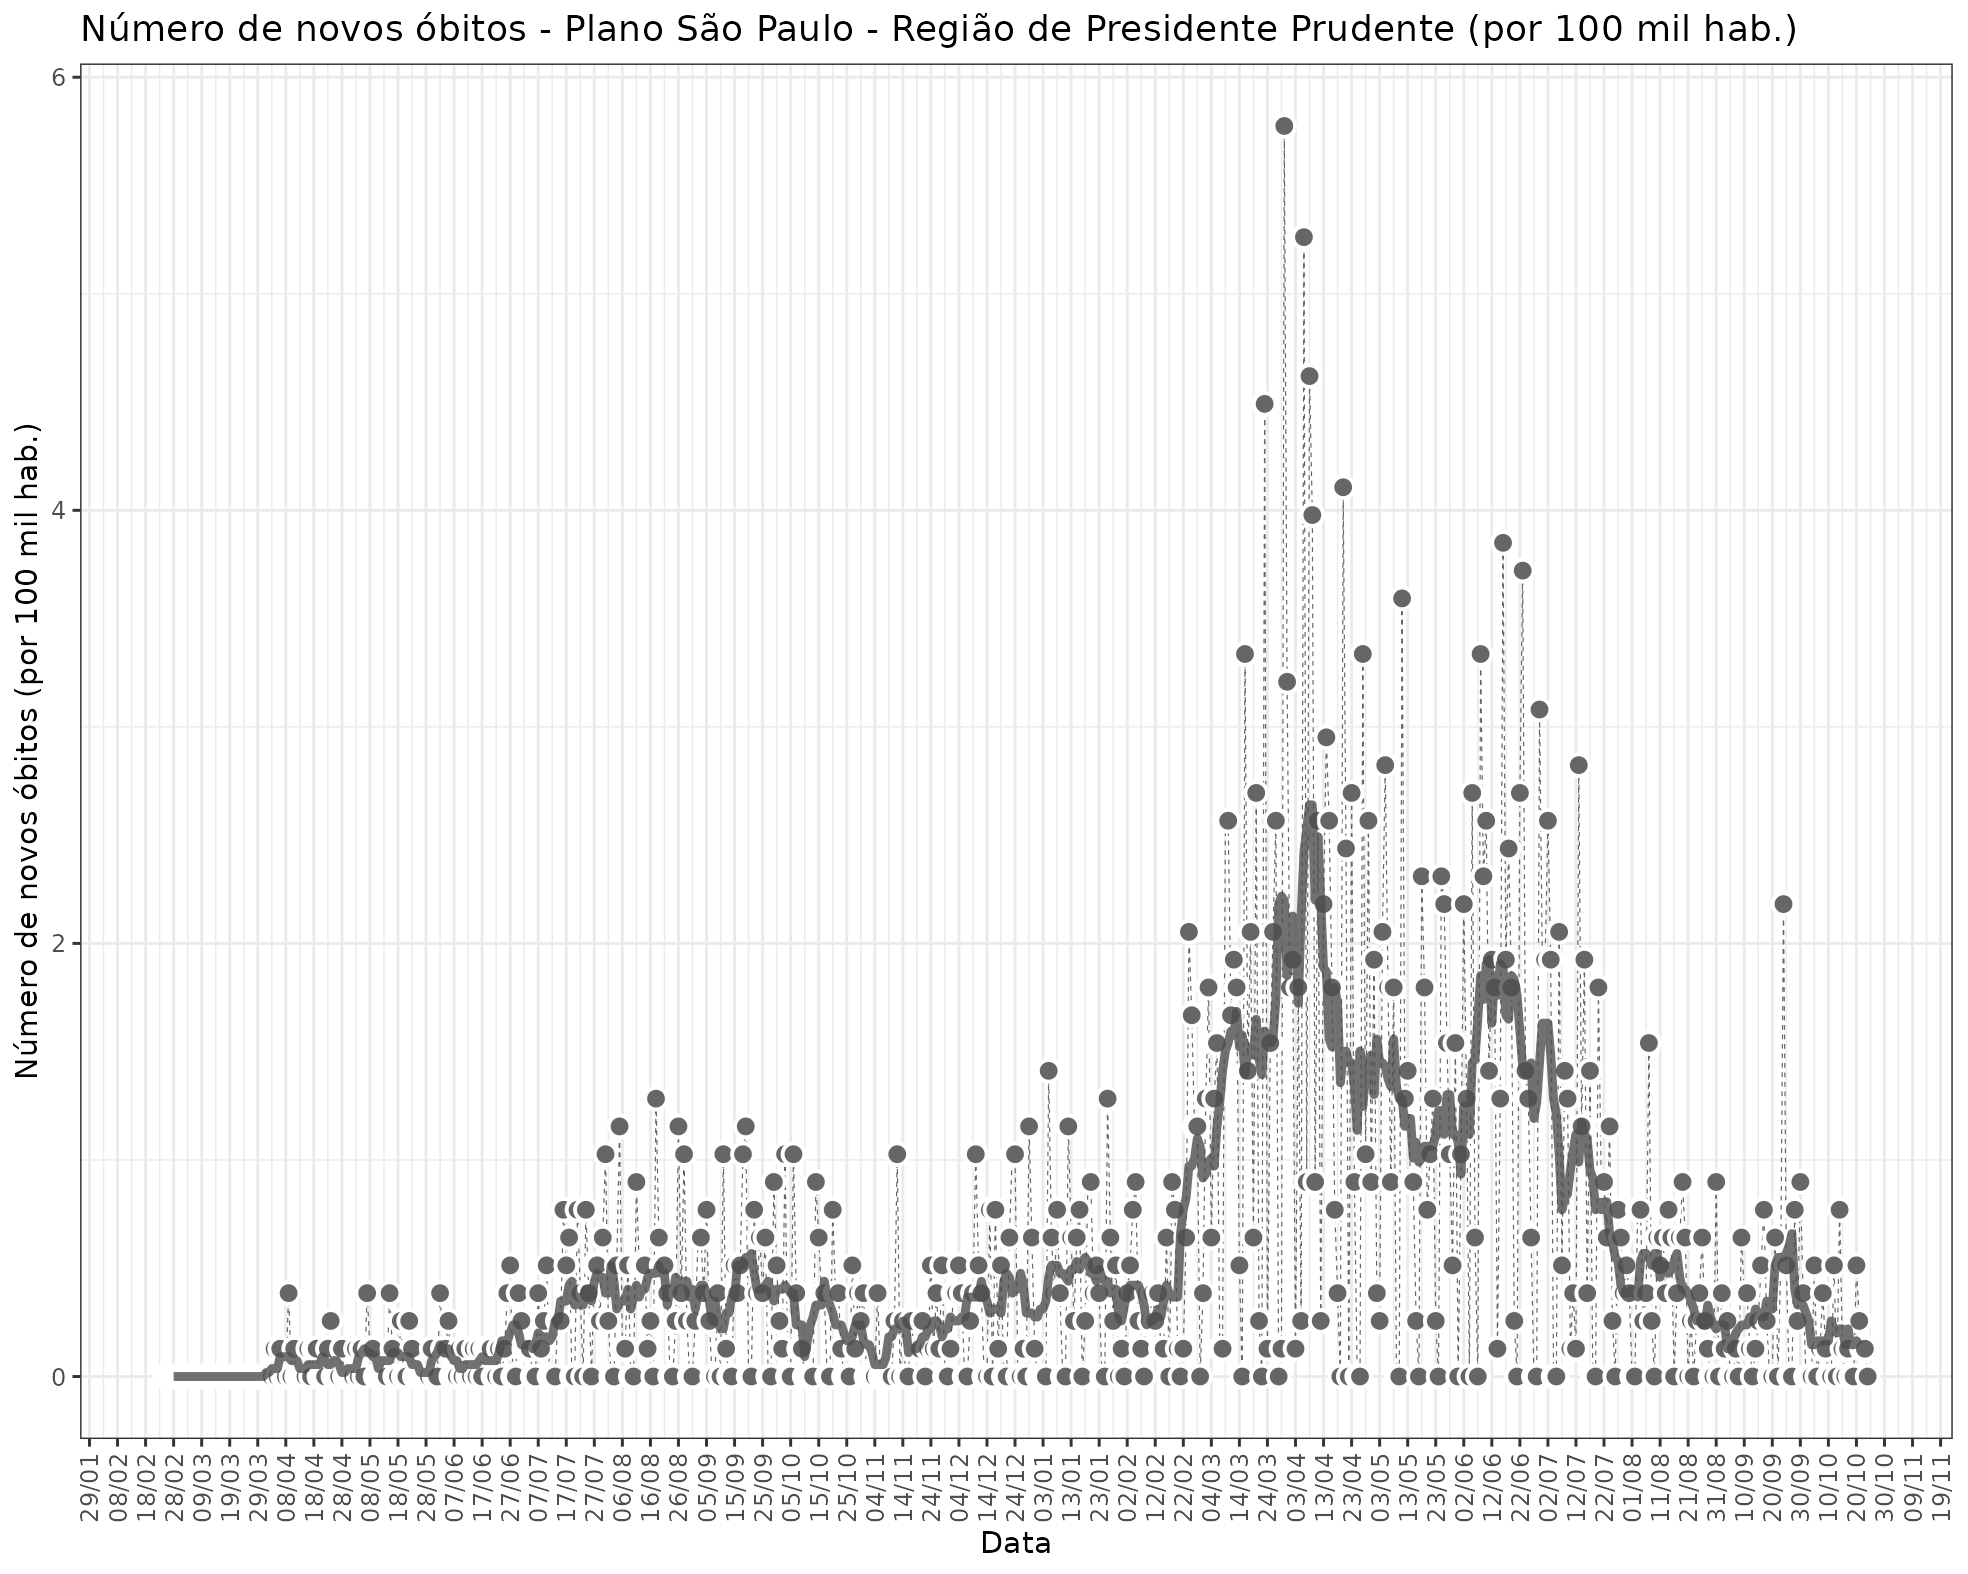 Número de novos óbitos - Plano São Paulo - Região de Presidente Prudente (por 100 mil hab.)
Número de novos óbitos (por 100 mil hab.)
6
4
2
0
29/01 08/02 18/02 28/02 09/03 19/03 29/03 08/04 18/04 28/04 08/05 18/05 28/05 07/06 17/06 27/06 07/07 17/07 27/07 06/08 16/08 26/08 05/09 15/09 25/09 05/10 15/10 25/10 04/11 14/11 24/11 04/12 14/12 24/12 03/01 13/01 23/01 02/02 12/02 22/02 04/03 14/03 24/03 03/04 13/04 23/04 03/05 13/05 23/05 02/06 12/06 22/06 02/07 12/07 22/07 01/08 11/08 21/08 31/08 10/09 20/09 30/09 10/10 20/10 30/10 09/11 19/11
Data